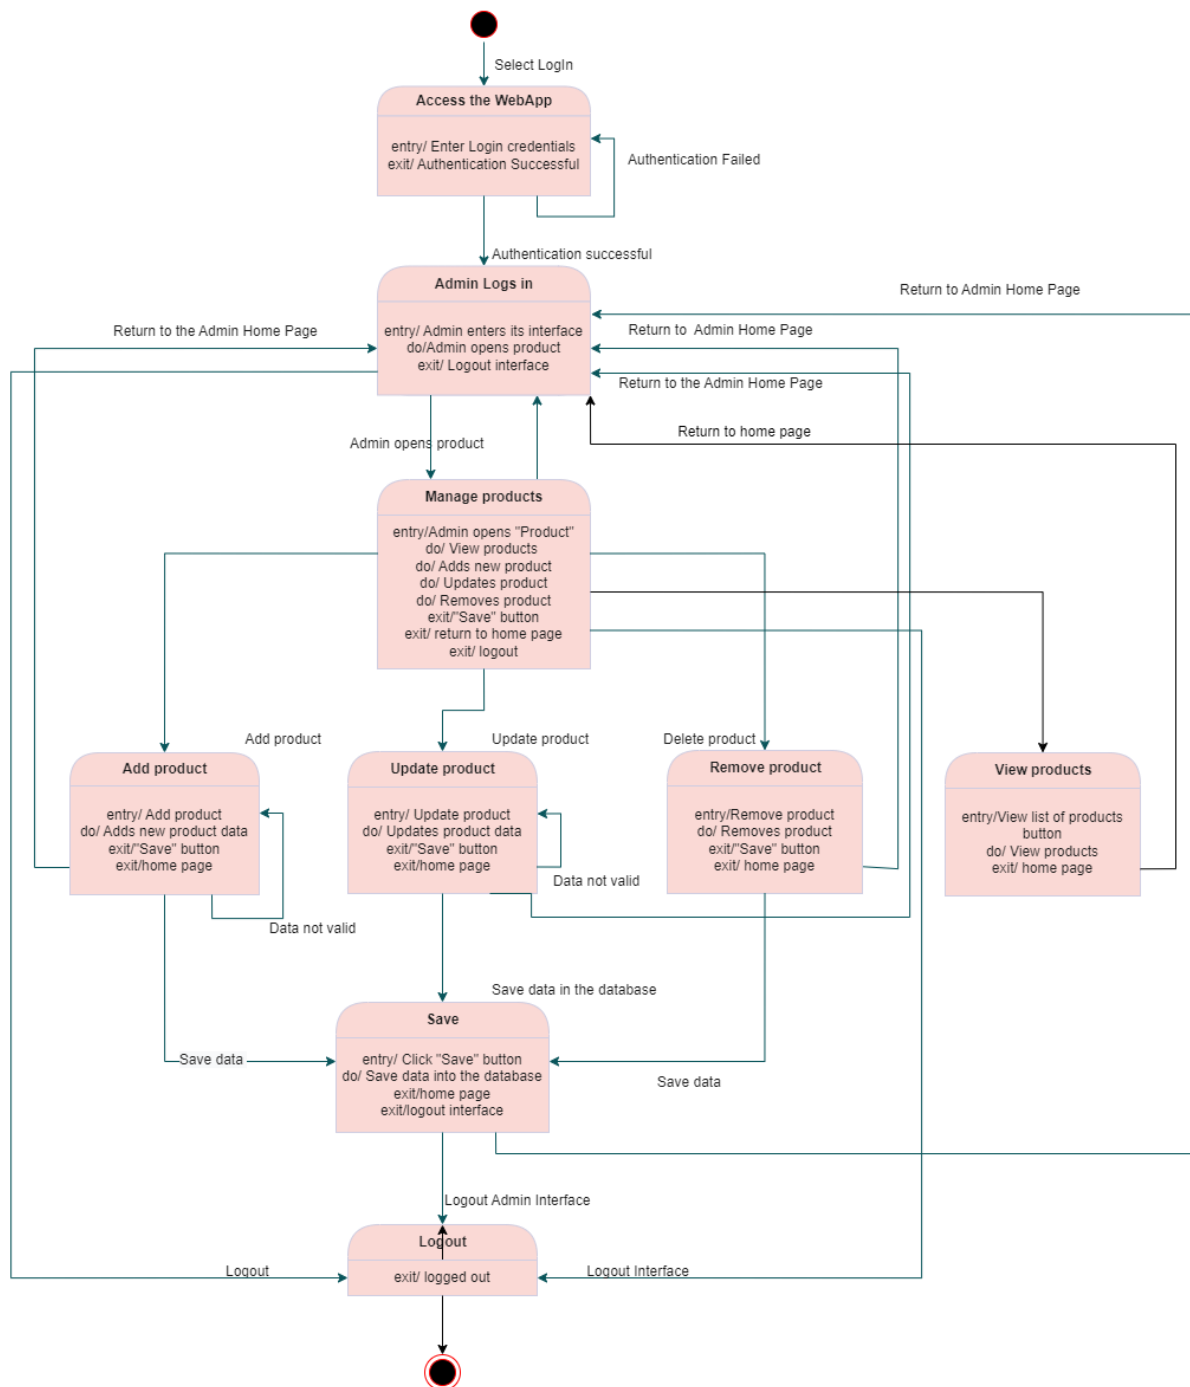 Select LogIn
Access the WebApp
entry/ Enter Login credentials
exit/ Authentication Successful
Authentication Failed
Authentication successful
Admin Logs in
entry/ Admin enters its interface
do/Admin opens product
exit/ Logout interface
Return to Admin Home Page
Return to the Admin Home Page
Return to  Admin Home Page
Return to the Admin Home Page
Return to home page
Admin opens product
Manage products
entry/Admin opens "Product"
do/ View products
do/ Adds new product
do/ Updates product
do/ Removes product
exit/"Save" button
exit/ return to home page
exit/ logout
Add product
Update product
Delete product
Add product
entry/ Add product
do/ Adds new product data
exit/"Save" button
exit/home page
Data not valid
Update product
entry/ Update product
do/ Updates product data
exit/"Save" button
exit/home page
Data not valid
Remove product
entry/Remove product
do/ Removes product
exit/"Save" button
exit/ home page
View products
entry/View list of products
button
do/ View products
exit/ home page
Save data in the database
Save data
Save data
Save
entry/ Click "Save" button
do/ Save data into the database
exit/home page
exit/logout interface
Logout Admin Interface
Logout
exit/ logged out
Logout
Logout Interface